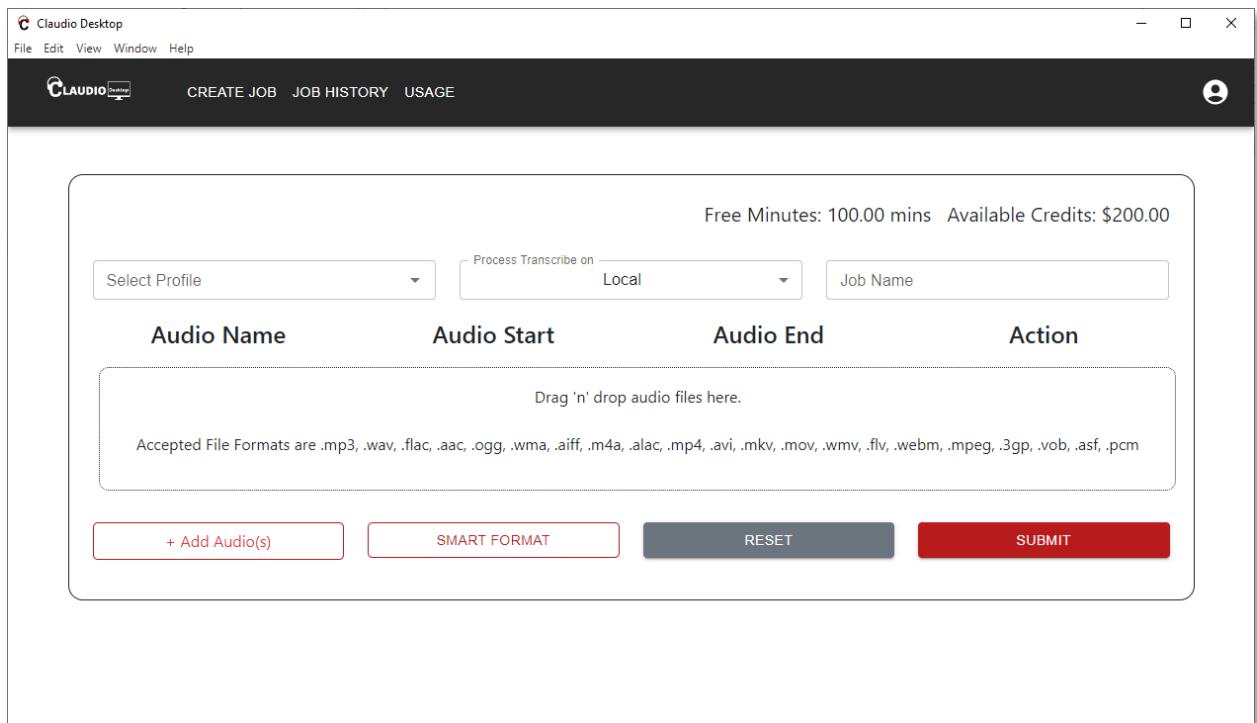 Claudio Desktop
File Edit View Window Help
CLAUDIO Desktop CREATE JOB JOB HISTORY USAGE
Free Minutes: 100.00 mins Available Credits: $200.00
Process Transcribe on
Select Profile Local Job Name
Audio Name Audio Start Audio End Action
Drag 'n' drop audio files here.
Accepted File Formats are .mp3, .wav, .flac, .aac, .ogg, .wma, .aiff, .m4a, .alac, .mp4, .avi, .mkv, .mov, .wmv, .flv, .webm, .mpeg, .3gp, .vob, .asf, .pcm
+ Add Audio(s) SMART FORMAT RESET SUBMIT